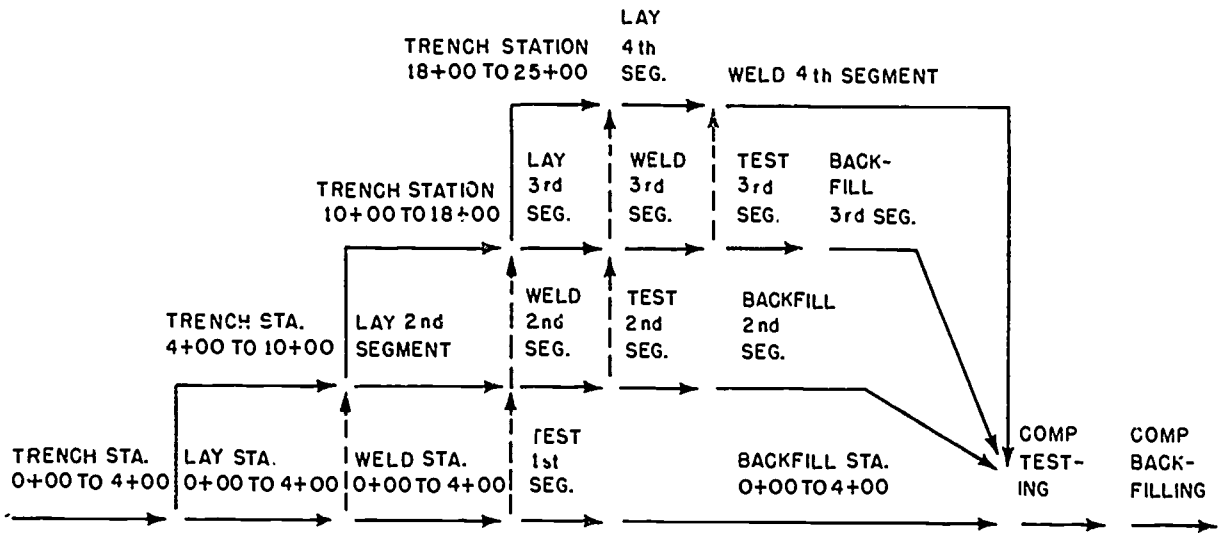 LAY
4th
SEG.
TRENCH STATION
18+00 TO 25+00
WELD 4th SEGMENT
TRENCH STATION
10+00 TO 18+00
LAY
3rd
SEG.
WELD
3rd
SEG.
TEST
3rd
SEG.
BACK-
FILL
3rd SEG.
TRENCH STA.
4+00 TO 10+00
LAY 2nd
SEGMENT
WELD
2nd
SEG.
TEST
2nd
SEG.
BACKFILL
2nd
SEG.
TRENCH STA.
0+00 TO 4+00
LAY STA.
0+00 TO 4+00
WELD STA.
0+00 TO 4+00
TEST
1st
SEG.
BACKFILL STA.
0+00 TO 4+00
COMP
TEST-
ING
COMP
BACK-
FILLING